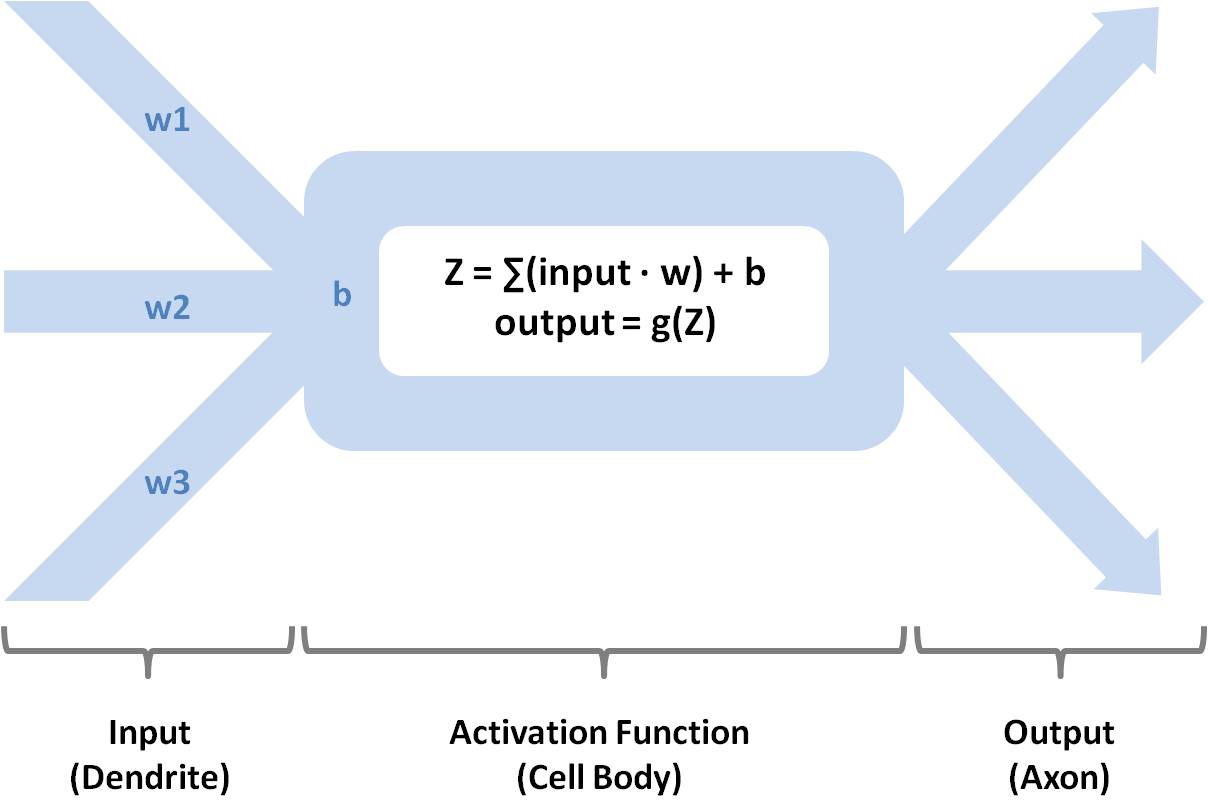 w1
w2
w3
b
Z = ∑(input · w) + b
output = g(Z)
Input
(Dendrite)
Activation Function
(Cell Body)
Output
(Axon)